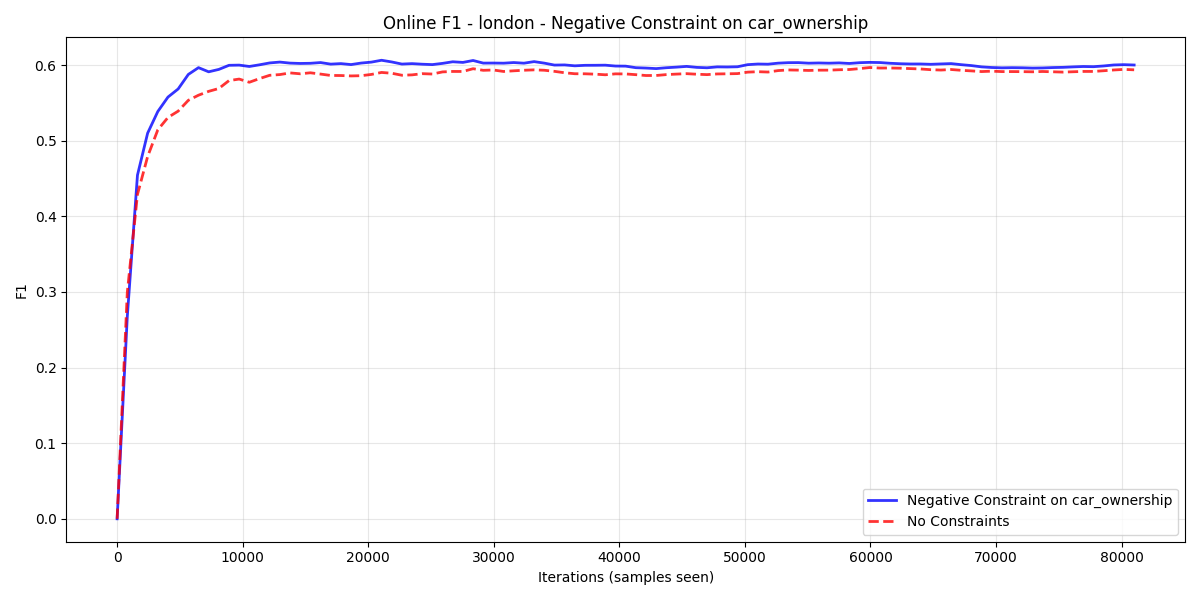 Online F1 - london - Negative Constraint on car_ownership
F1
0.6
0.5
0.4
0.3
0.2
0.1
0.0
0 10000 20000 30000 40000 50000 60000 70000 80000
Iterations (samples seen)
Negative Constraint on car_ownership
No Constraints